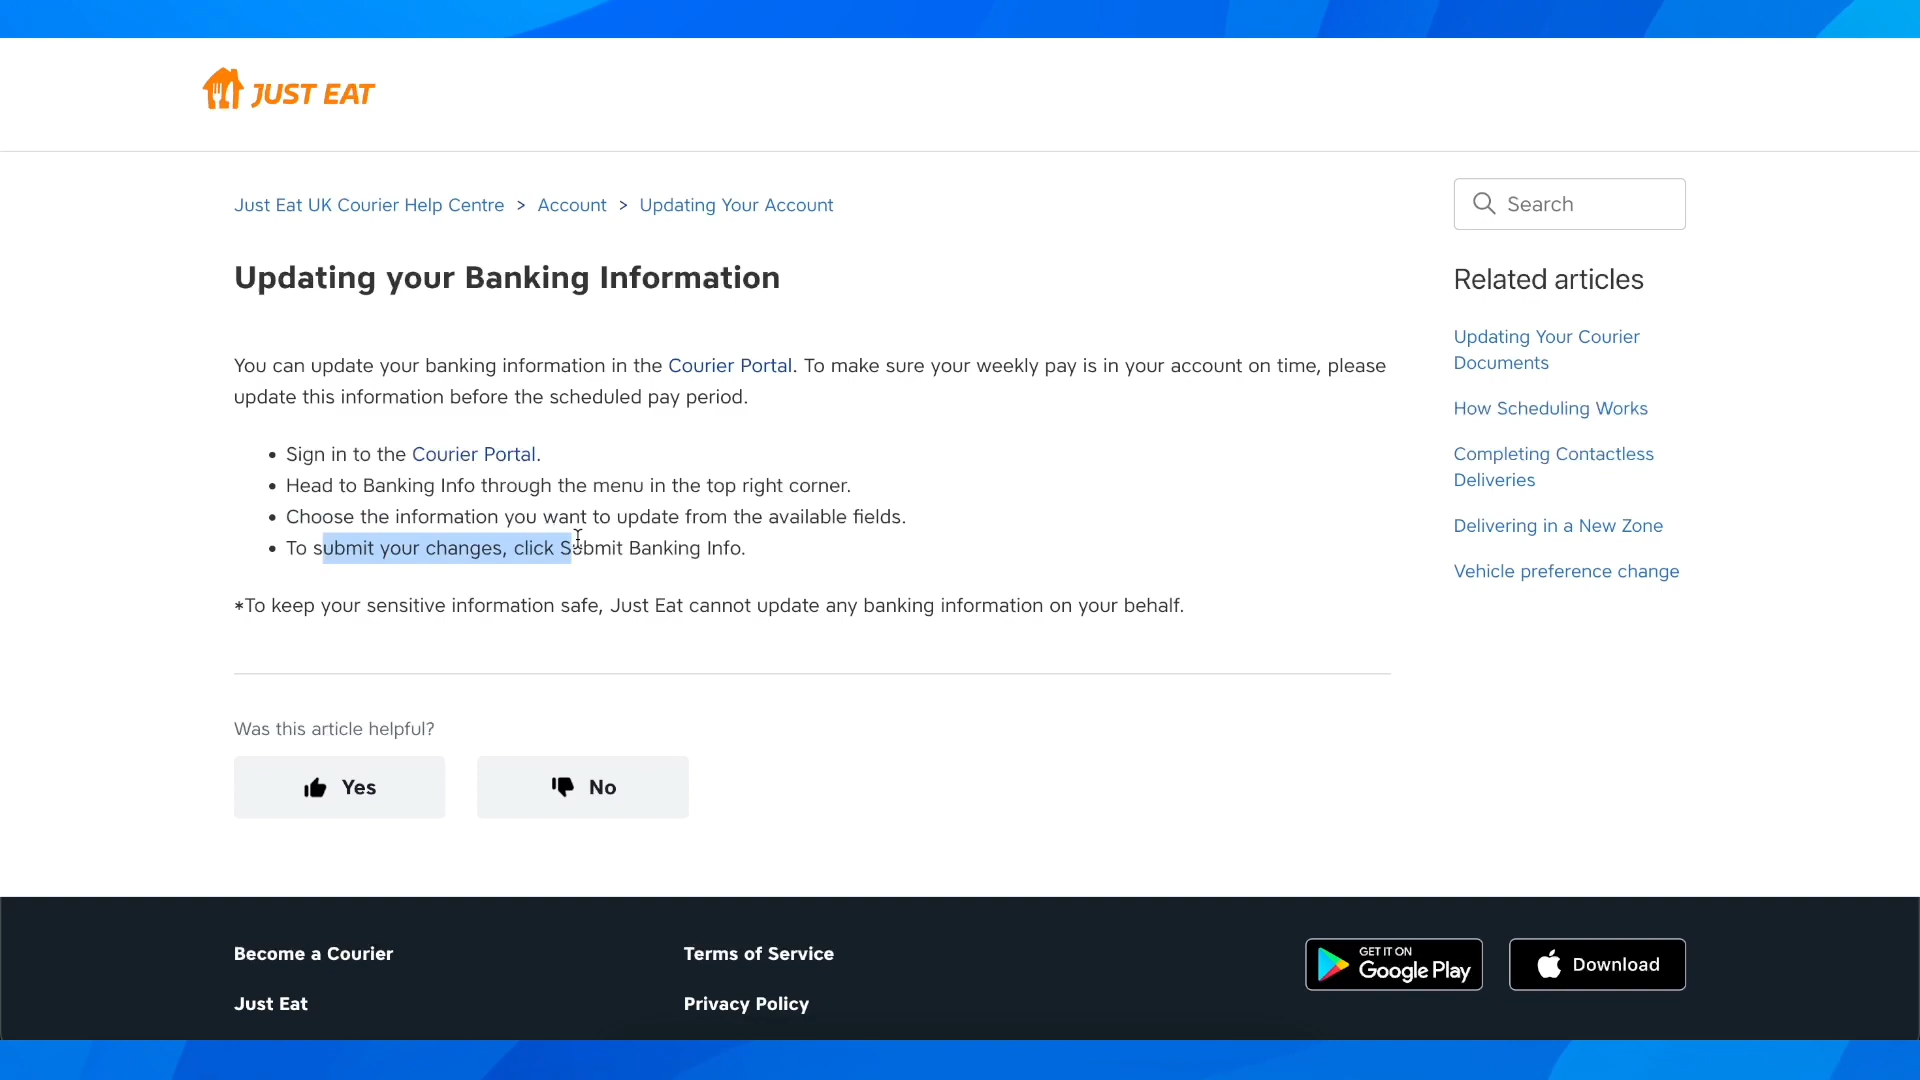 JUST EAT
Just Eat UK Courier Help Centre > Account > Updating Your Account
Search
Updating your Banking Information
You can update your banking information in the Courier Portal. To make sure your weekly pay is in your account on time, please
update this information before the scheduled pay period.
• Sign in to the Courier Portal.
• Head to Banking Info through the menu in the top right corner.
• Choose the information you want to update from the available fields.
• To submit your changes, click Submit Banking Info.
*To keep your sensitive information safe, Just Eat cannot update any banking information on your behalf.
Was this article helpful?
Yes
No
Related articles
Updating Your Courier
Documents
How Scheduling Works
Completing Contactless
Deliveries
Delivering in a New Zone
Vehicle preference change
Become a Courier
Just Eat
Terms of Service
Privacy Policy
GET IT ON
Google Play
Download